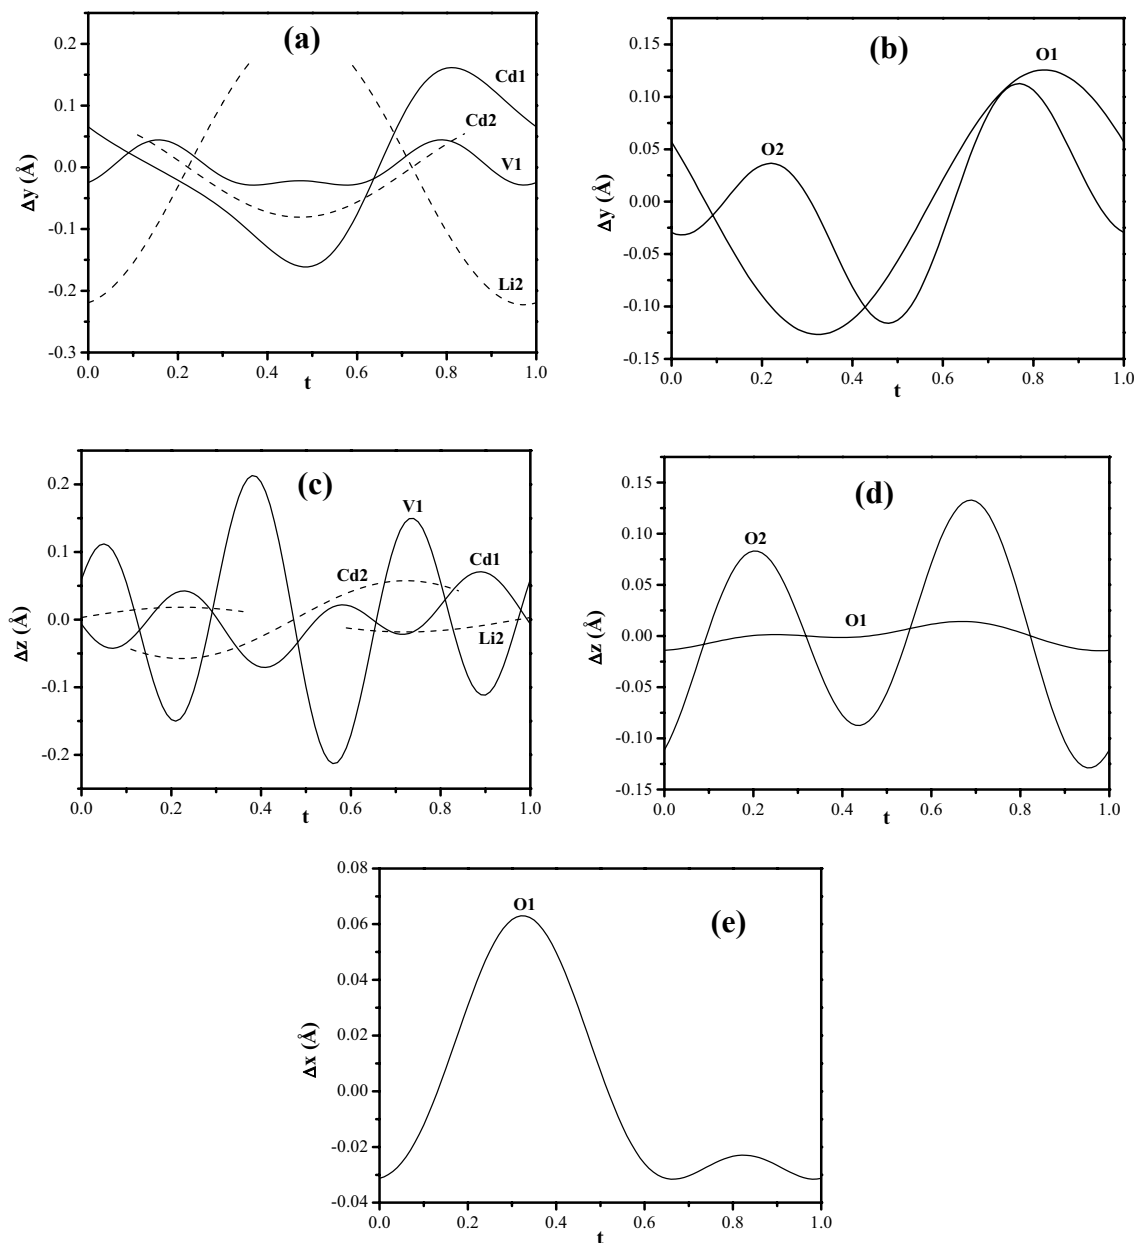 (a)
Δy (Å)
0.2
0.1
0.0
-0.1
-0.2
-0.3
Cd1
Cd2
V1
Li2
0.0 0.2 0.4 0.6 0.8 1.0
t
(b)
Δy (Å)
0.15
0.10
0.05
0.00
-0.05
-0.10
-0.15
O1
O2
0.0 0.2 0.4 0.6 0.8 1.0
t
(c)
Δz (Å)
0.2
0.1
0.0
-0.1
-0.2
V1
Cd1
Cd2
Li2
0.0 0.2 0.4 0.6 0.8 1.0
t
(d)
Δz (Å)
0.15
0.10
0.05
0.00
-0.05
-0.10
-0.15
O2
O1
0.0 0.2 0.4 0.6 0.8 1.0
t
(e)
Δx (Å)
0.08
0.06
0.04
0.02
0.00
-0.02
-0.04
O1
0.0 0.2 0.4 0.6 0.8 1.0
t